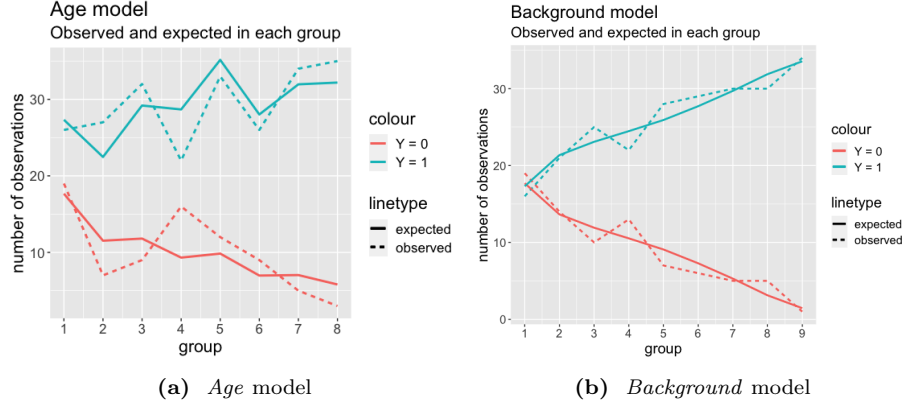 Age model
Observed and expected in each group
number of observations
30
20
10
1 2 3 4 5 6 7 8
group
colour
Y = 0
Y = 1
linetype
expected
observed
(a) Age model
Background model
Observed and expected in each group
number of observations
30
20
10
0
1 2 3 4 5 6 7 8 9
group
colour
Y = 0
Y = 1
linetype
expected
observed
(b) Background model